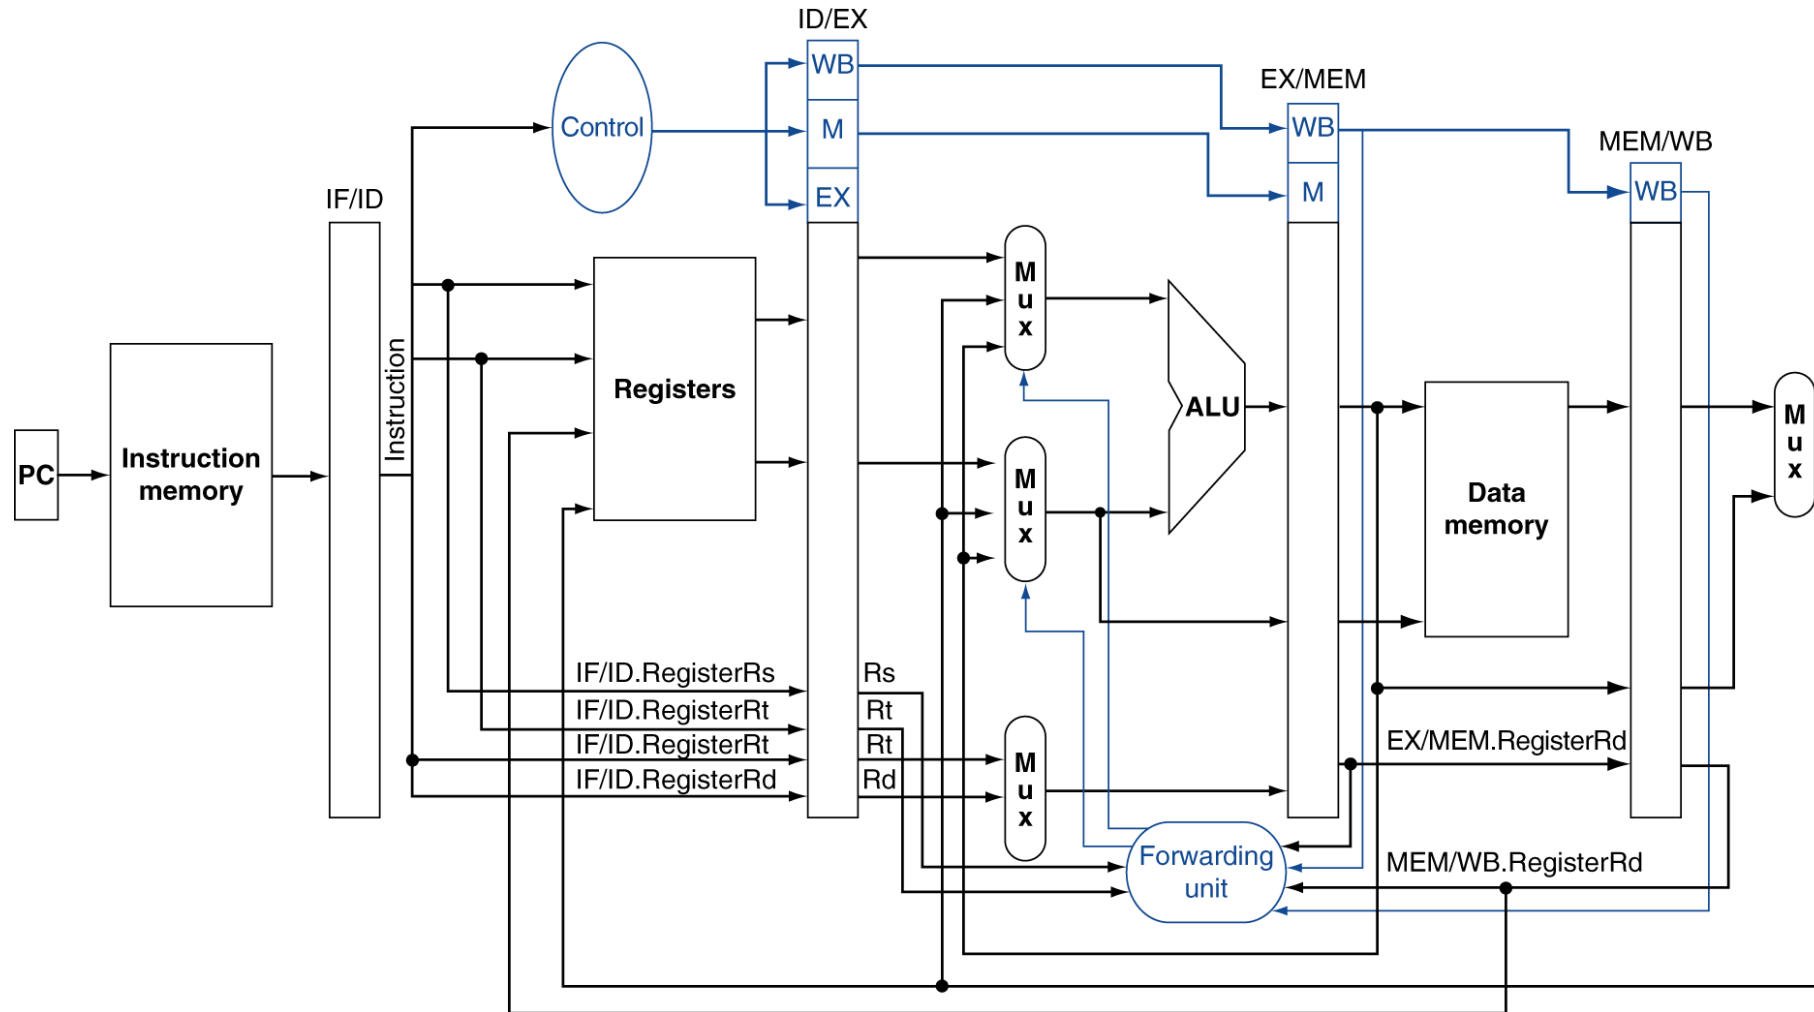 ID/EX
WB
EX/MEM
Control
M
WB
MEM/WB
IF/ID
EX
M
WB
M
u
x
Instruction
Registers
ALU
M
u
x
PC
Instruction
memory
M
u
x
Data
memory
IF/ID.RegisterRs
Rs
IF/ID.RegisterRt
Rt
IF/ID.RegisterRt
Rt
IF/ID.RegisterRd
Rd
M
u
x
EX/MEM.RegisterRd
Forwarding
unit
MEM/WB.RegisterRd